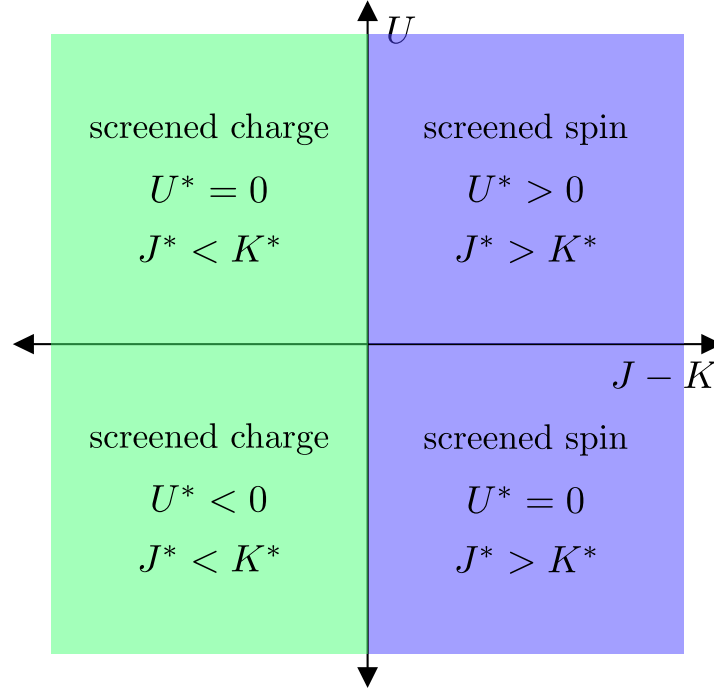 U
screened charge
U* = 0
J* < K*
screened spin
U* > 0
J* > K*
J − K
screened charge
U* < 0
J* < K*
screened spin
U* = 0
J* > K*